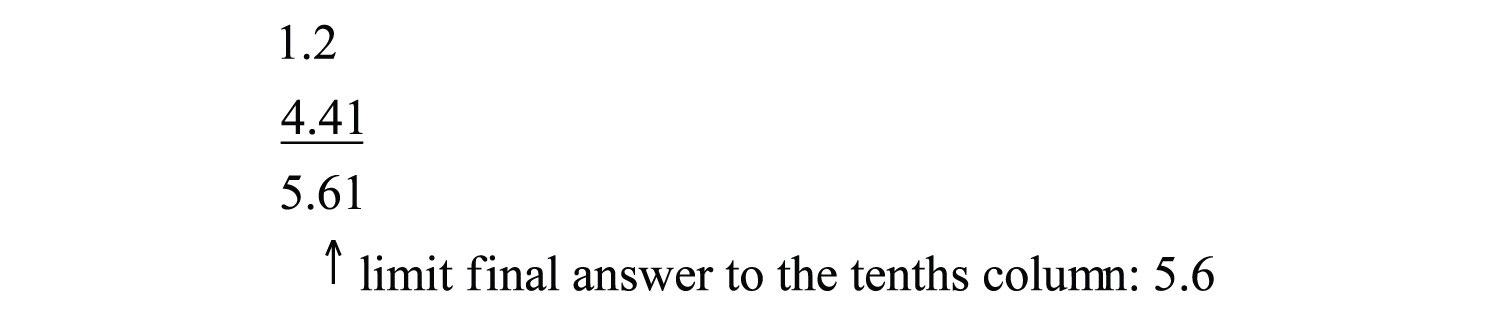 1.2
4.41
5.61
↑ limit final answer to the tenths column: 5.6